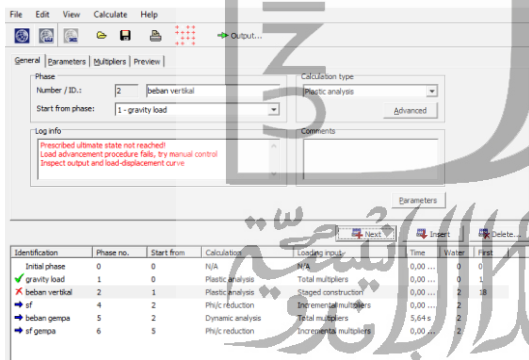 File Edit View Calculate Help
Output...
General Parameters Multipliers Preview
Phase
Number / ID.: 2 beban vertikal
Start from phase: 1 - gravity load
Calculation type
Plastic analysis
Advanced
Log info
Prescribed ultimate state not reached!
Load advancement procedure fails, try manual control
Inspect output and load-displacement curve
Comments
Parameters
Next Insert Delete...
Identification Phase no. Start from Calculation Loading input Time Water First
Initial phase 0 0 N/A N/A 0,00 ... 0 0
gravity load 1 0 Plastic analysis Total multipliers 0,00 ... 0 1
beban vertikal 2 1 Plastic analysis Staged construction 0,00 ... 2 18
sf 4 2 Phi/c reduction Incremental multipliers 0,00 ... 2
beban gempa 5 2 Dynamic analysis Total multipliers 5,64 s 2
sf gempa 6 5 Phi/c reduction Incremental multipliers 0,00 ... 2